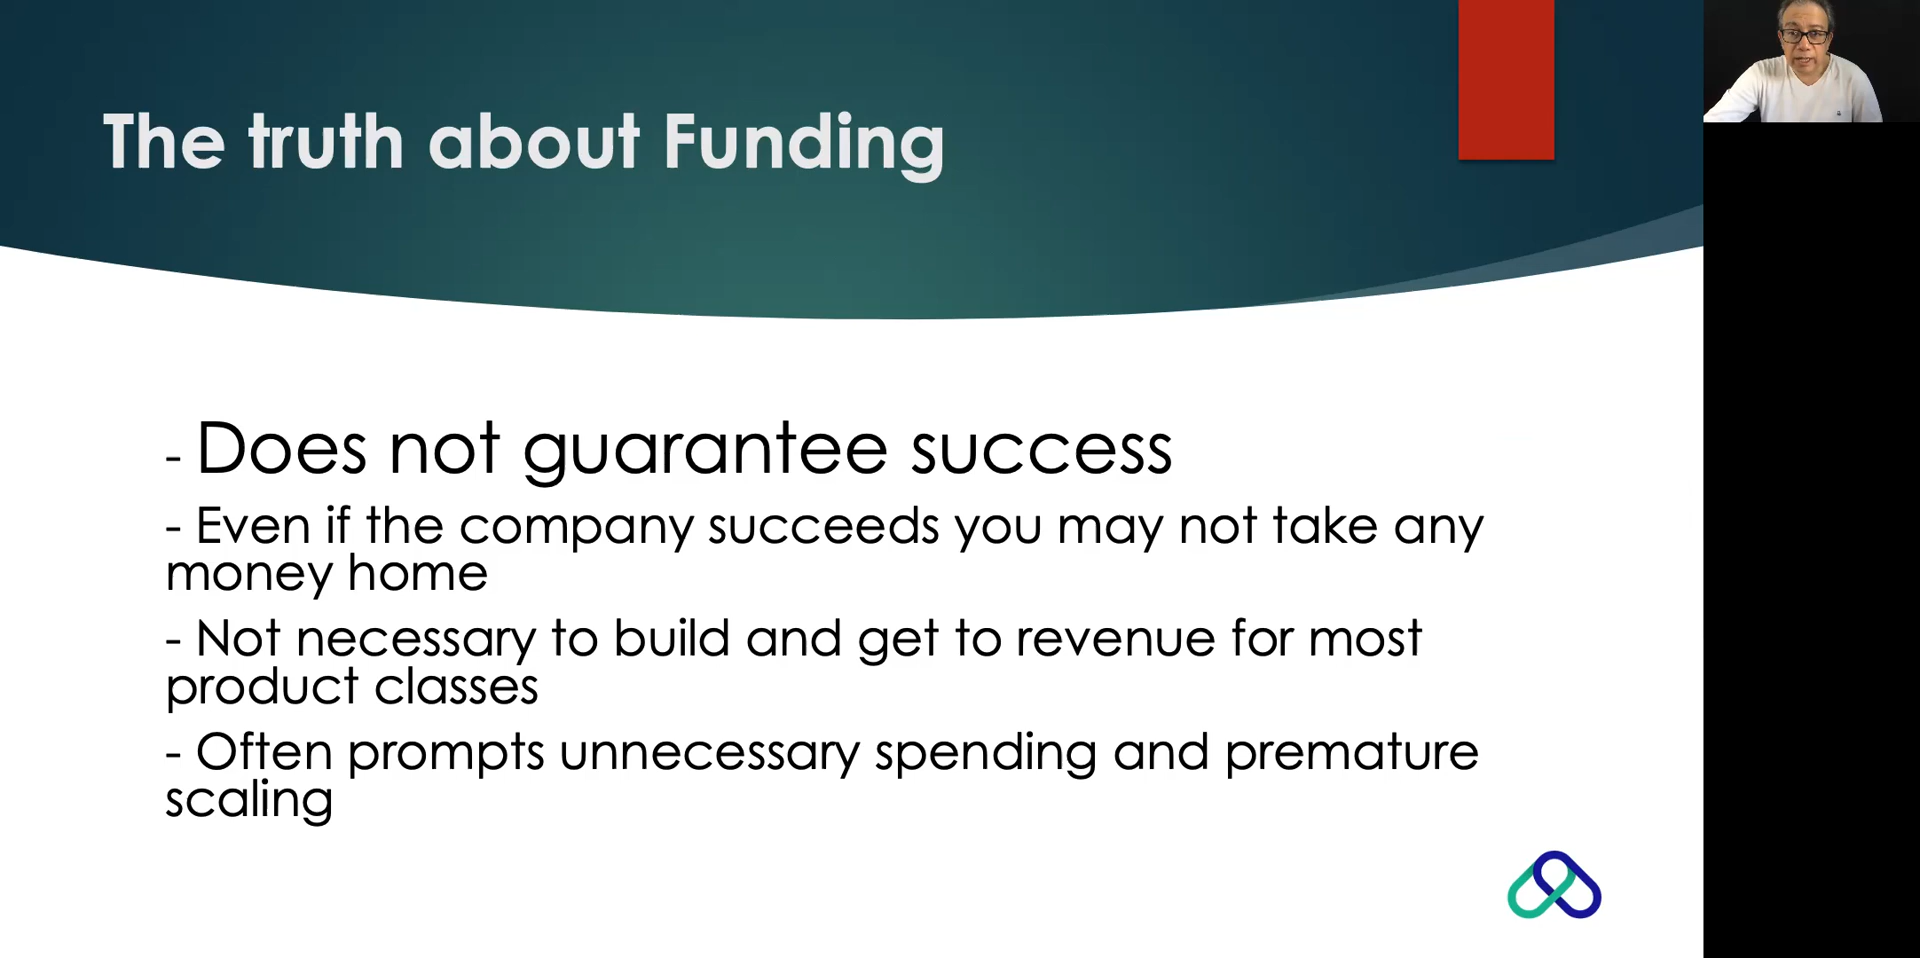 The truth about Funding
- Does not guarantee success
- Even if the company succeeds you may not take any
money home
- Not necessary to build and get to revenue for most
product classes
- Often prompts unnecessary spending and premature
scaling